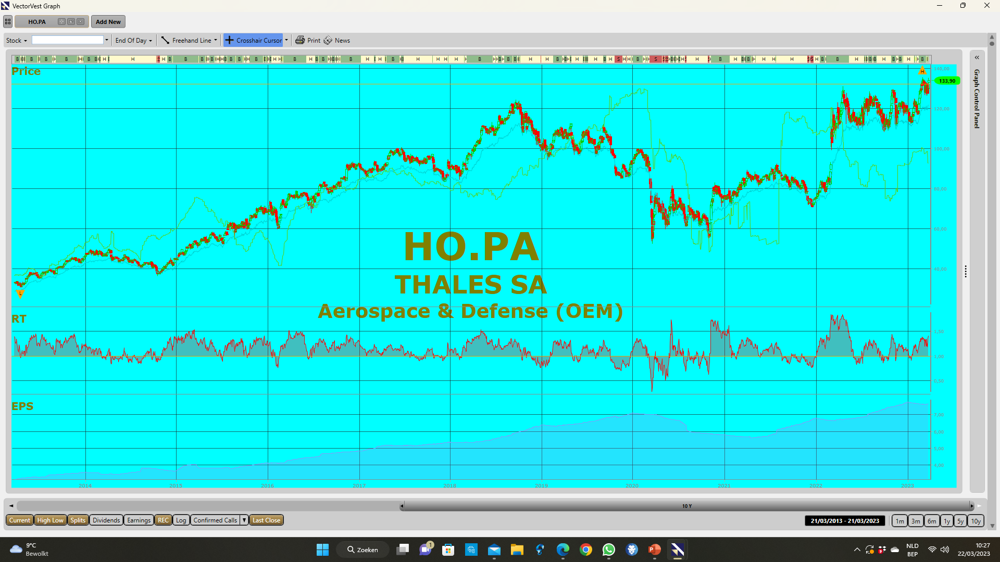 VectorVest Graph
HO.PA
Add New
Stock
End Of Day
Freehand Line
Crosshair Cursor
Print
News
Price
140,00
133,90
120,00
100,00
80,00
60,00
40,00
H
L
HO.PA
THALES SA
Aerospace & Defense (OEM)
RT
1,50
1,00
0,50
EPS
7,00
6,00
5,00
4,00
2014 2015 2016 2017 2018 2019 2020 2021 2022 2023
Graph Control Panel
10 Y
Current High Low Splits Dividends Earnings REC Log Confirmed Calls Last Close
21/03/2013 - 21/03/2023
1m 3m 6m 1y 5y 10y
9°C
Bewolkt
Zoeken
1
NLD
BEP
10:27
22/03/2023